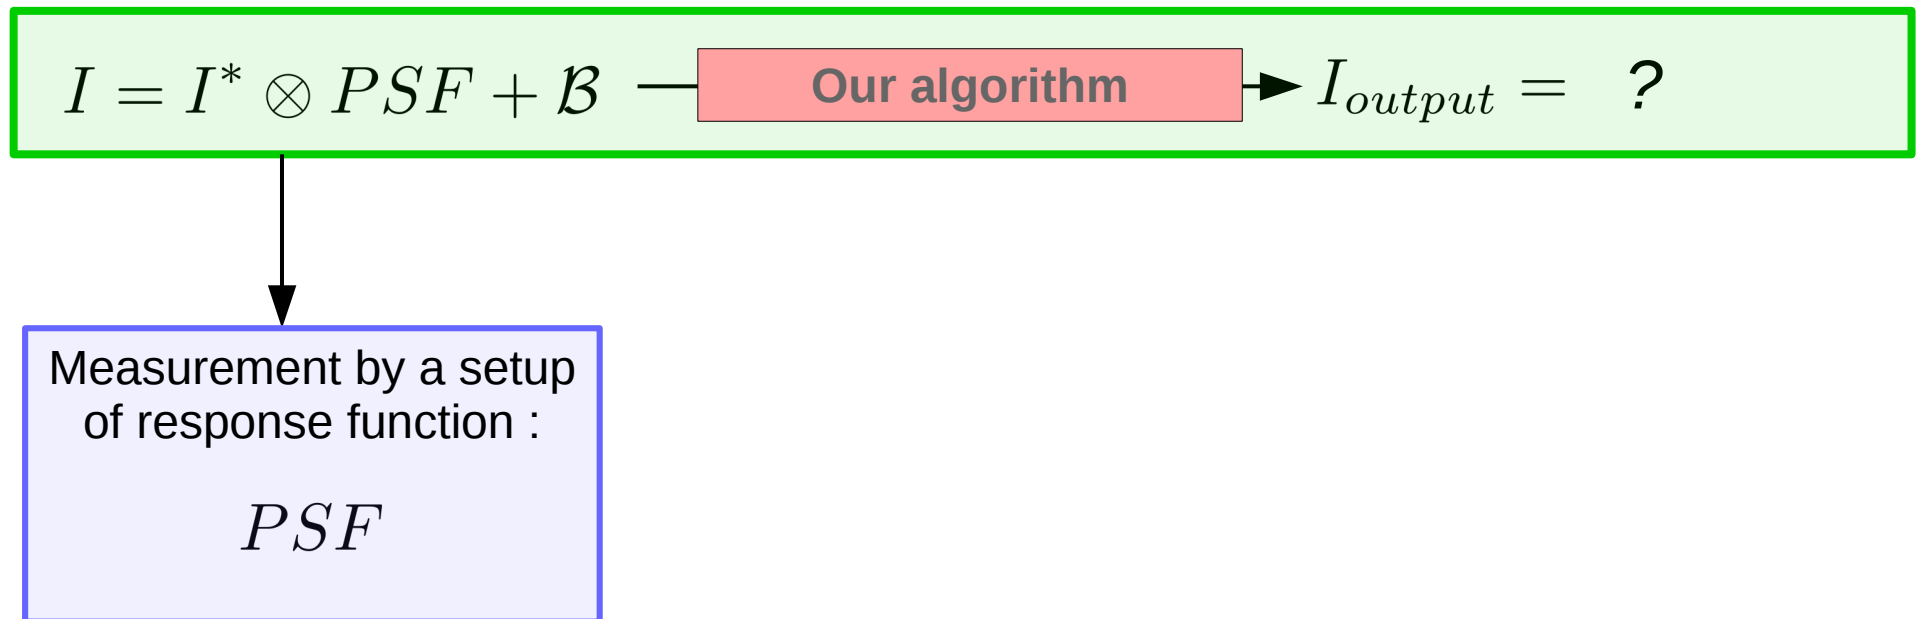 I = I* ⊗ PSF + ℬ Our algorithm I_output = ?
Measurement by a setup
of response function :
PSF